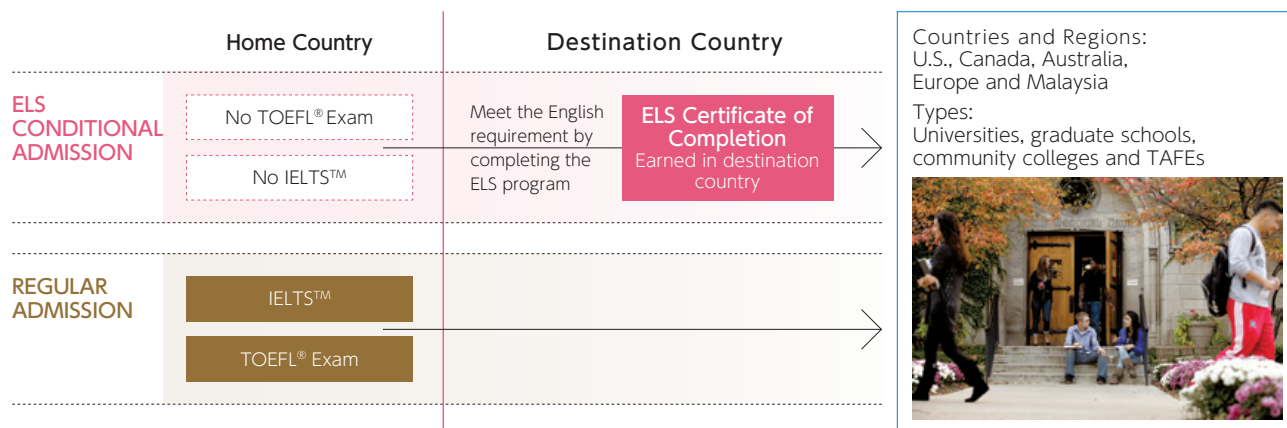 Home Country
Destination Country
ELS
CONDITIONAL
ADMISSION
No TOEFL® Exam
No IELTS™
Meet the English
requirement by
completing the
ELS program
ELS Certificate of
Completion
Earned in destination
country
REGULAR
ADMISSION
IELTS™
TOEFL® Exam
Countries and Regions:
U.S., Canada, Australia,
Europe and Malaysia
Types:
Universities, graduate schools,
community colleges and TAFEs